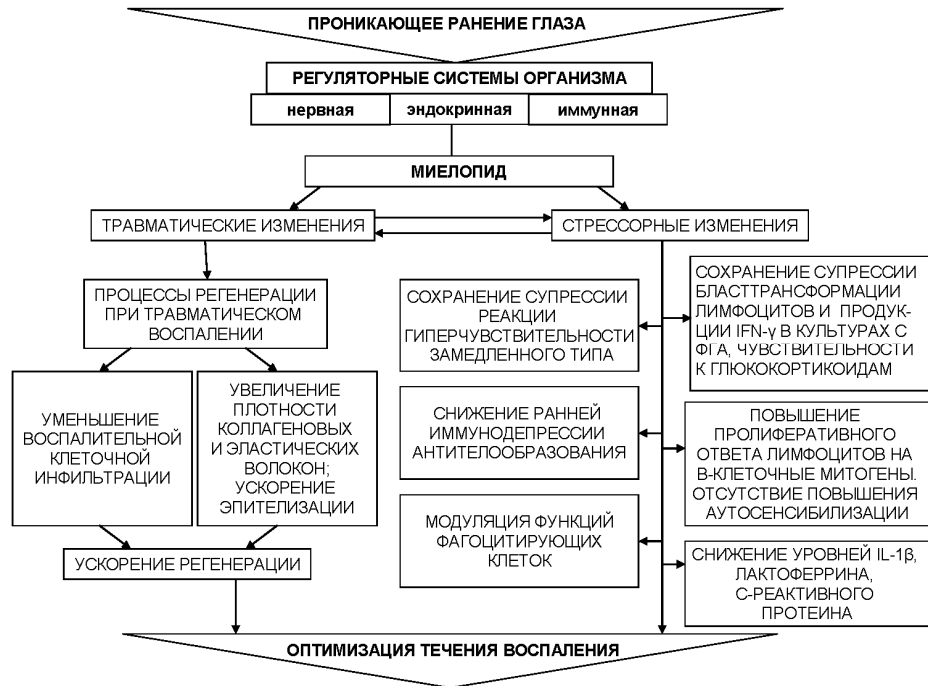 ПРОНИКАЮЩЕЕ РАНЕНИЕ ГЛАЗА
РЕГУЛЯТОРНЫЕ СИСТЕМЫ ОРГАНИЗМА
нервная
эндокринная
иммунная
МИЕЛОПИД
ТРАВМАТИЧЕСКИЕ ИЗМЕНЕНИЯ
СТРЕССОРНЫЕ ИЗМЕНЕНИЯ
ПРОЦЕССЫ РЕГЕНЕРАЦИИ
ПРИ ТРАВМАТИЧЕСКОМ
ВОСПАЛЕНИИ
УМЕНЬШЕНИЕ
ВОСПАЛИТЕЛЬНОЙ
КЛЕТОЧНОЙ
ИНФИЛЬТРАЦИИ
УВЕЛИЧЕНИЕ
ПЛОТНОСТИ
КОЛЛАГЕНОВЫХ
И ЭЛАСТИЧЕСКИХ
ВОЛОКОН;
УСКОРЕНИЕ
ЭПИТЕЛИЗАЦИИ
УСКОРЕНИЕ РЕГЕНЕРАЦИИ
СОХРАНЕНИЕ СУПРЕССИИ
РЕАКЦИИ
ГИПЕРЧУВСТВИТЕЛЬНОСТИ
ЗАМЕДЛЕННОГО ТИПА
СНИЖЕНИЕ РАННЕЙ
ИММУНОДЕПРЕССИИ
АНТИТЕЛООБРАЗОВАНИЯ
МОДУЛЯЦИЯ ФУНКЦИЙ
ФАГОЦИТИРУЮЩИХ
КЛЕТОК
СОХРАНЕНИЕ СУПРЕССИИ
БЛАСТТРАНСФОРМАЦИИ
ЛИМФОЦИТОВ И ПРОДУК-
ЦИИ IFN-γ В КУЛЬТУРАХ С
ФГА, ЧУВСТВИТЕЛЬНОСТИ
К ГЛЮКОКОРТИКОИДАМ
ПОВЫШЕНИЕ
ПРОЛИФЕРАТИВНОГО
ОТВЕТА ЛИМФОЦИТОВ НА
В-КЛЕТОЧНЫЕ МИТОГЕНЫ.
ОТСУТСТВИЕ ПОВЫШЕНИЯ
АУТОСЕНСИБИЛИЗАЦИИ
СНИЖЕНИЕ УРОВНЕЙ IL-1β,
ЛАКТОФЕРРИНА,
С-РЕАКТИВНОГО
ПРОТЕИНА
ОПТИМИЗАЦИЯ ТЕЧЕНИЯ ВОСПАЛЕНИЯ